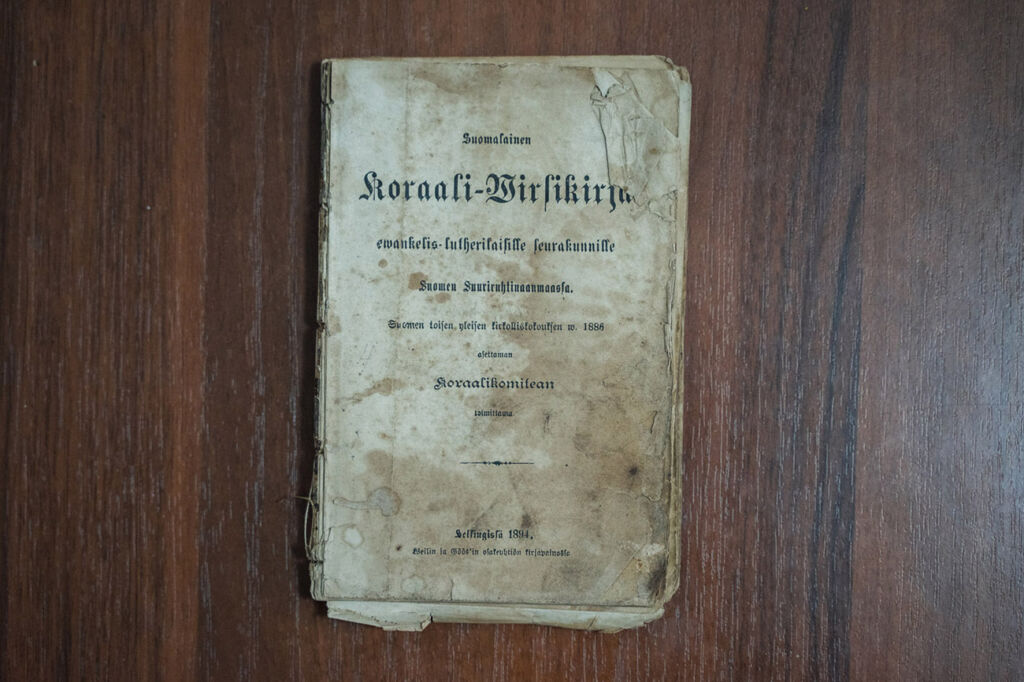 Suomalainen
Koraali-Wirsikirja
ewankelis-lutherilaisille seurakunnille
Suomen Suuriruhtinaanmaassa.
Suomen toisen yleisen kirkolliskokouksen w. 1886
asettaman
Koraalikomitean
toimittama
Helsingissä 1894.
Weilin ja Göös'in osakeyhtiön kirjapainossa